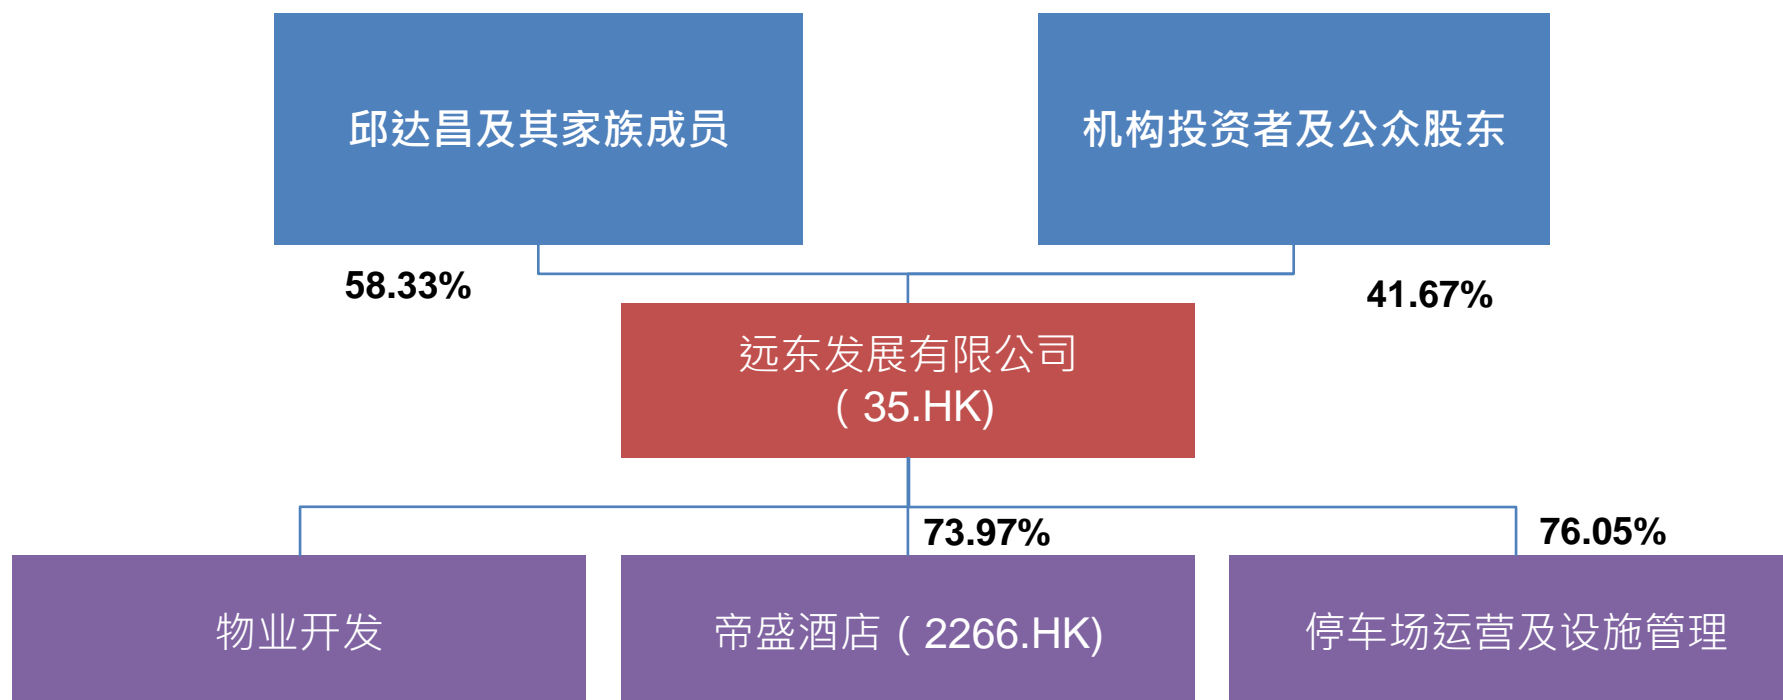 邱达昌及其家族成员
机构投资者及公众股东
58.33%
41.67%
远东发展有限公司
( 35.HK)
73.97%
76.05%
物业开发
帝盛酒店 ( 2266.HK)
停车场运营及设施管理